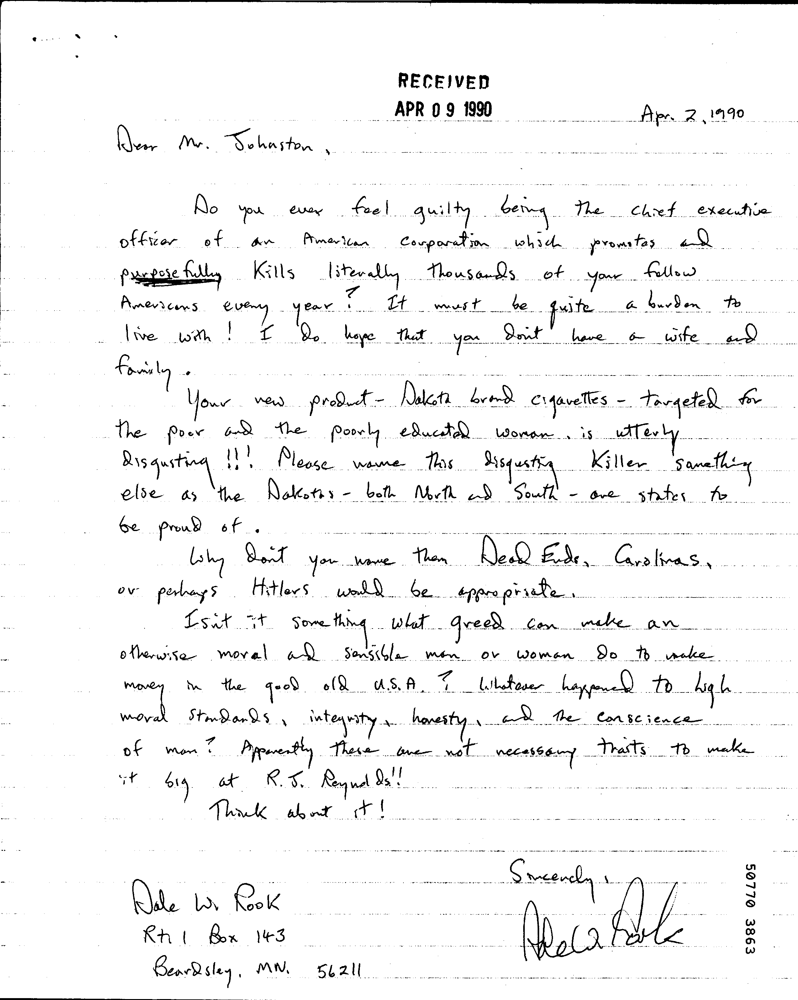 RECEIVED
APR 09 1990
Apr. 2, 1990
Dear Mr. Johnston,
Do you ever feel guilty being the chief executive
officer of an American corporation which promotes and
purposefully kills literally thousands of your fellow
Americans every year? It must be quite a burden to
live with! I do hope that you don't have a wife and
family.
Your new product - Dakota brand cigarettes - targeted for
the poor and the poorly educated woman, is utterly
disgusting!!! Please name this disgusting killer something
else as the Dakotas - both North and South - are states to
be proud of.
Why don't you name them Dead Ends, Carolinas,
or perhaps Hitlers would be appropriate.
Isn't it something what greed can make an
otherwise moral and sensible man or woman do to make
money in the good old U.S.A.? Whatever happened to high
moral standards, integrity, honesty, and the conscience
of man? Apparently these are not necessary traits to make
it big at R.J. Reynolds!!
Think about it!
Sincerely,
Dale W. Rook
Dale W. Rook
Rt. 1 Box 143
Beardsley, MN. 56211
50770 3863